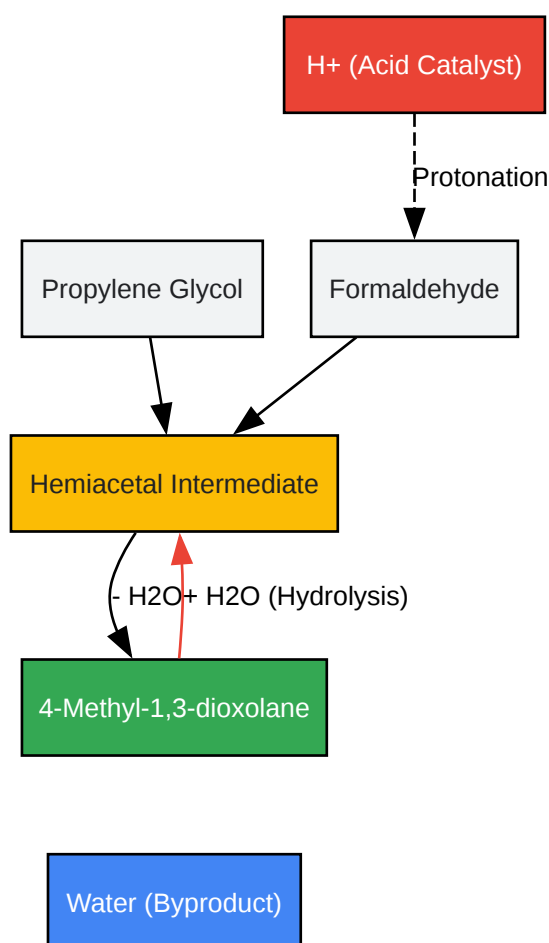 H+ (Acid Catalyst)
Protonation
Propylene Glycol
Formaldehyde
Hemiacetal Intermediate
- H2O
+ H2O (Hydrolysis)
4-Methyl-1,3-dioxolane
Water (Byproduct)